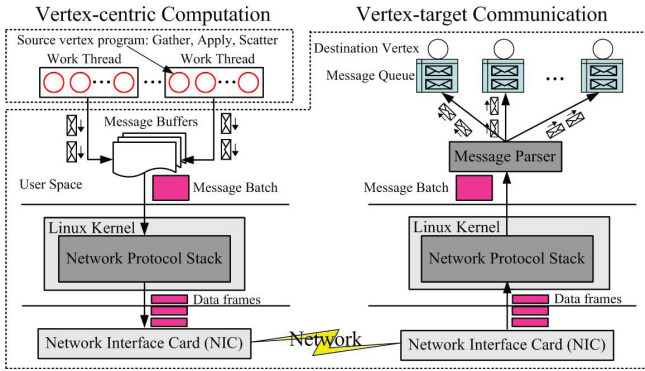 Vertex-centric Computation
Vertex-target Communication
Source vertex program: Gather, Apply, Scatter
Work Thread
Work Thread
Message Buffers
User Space
Message Batch
Linux Kernel
Network Protocol Stack
Data frames
Network Interface Card (NIC)
Network
Destination Vertex
Message Queue
Message Parser
Message Batch
Linux Kernel
Network Protocol Stack
Data frames
Network Interface Card (NIC)